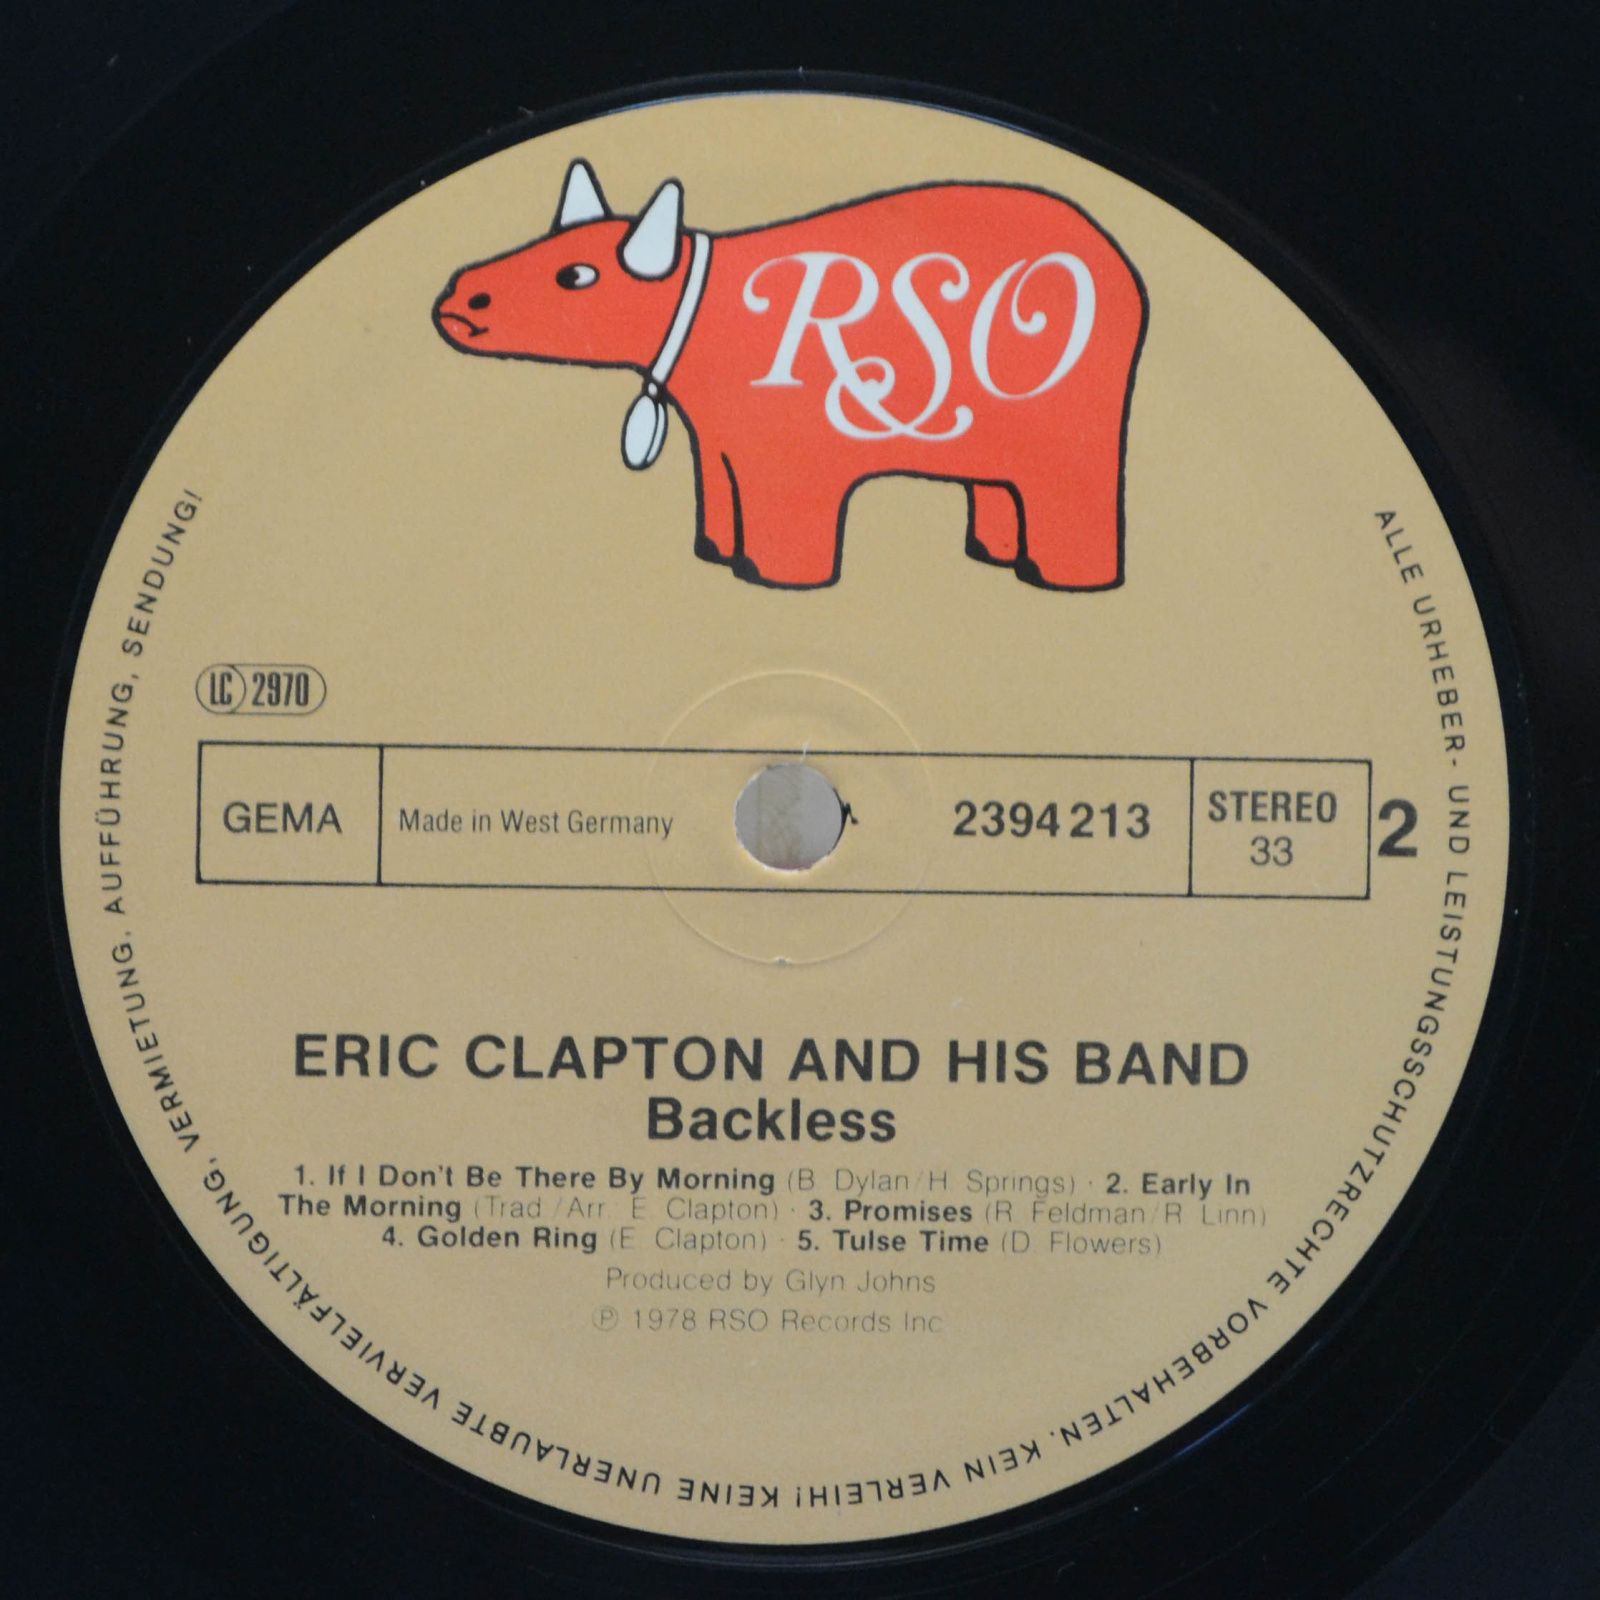 RSO
LC 2970
GEMA
Made in West Germany
2394 213
STEREO
33
2
ERIC CLAPTON AND HIS BAND
Backless
1. If I Don't Be There By Morning (B. Dylan/H. Springs) · 2. Early In
The Morning (Trad./Arr.: E. Clapton) · 3. Promises (R. Feldman/R. Linn)
4. Golden Ring (E. Clapton) · 5. Tulse Time (D. Flowers)
Produced by Glyn Johns
℗ 1978 RSO Records Inc
ALLE URHEBER- UND LEISTUNGSSCHUTZRECHTE VORBEHALTEN. KEIN VERLEIH! KEINE UNERLAUBTE VERVIELFÄLTIGUNG, VERMIETUNG. AUFFÜHRUNG, SENDUNG!